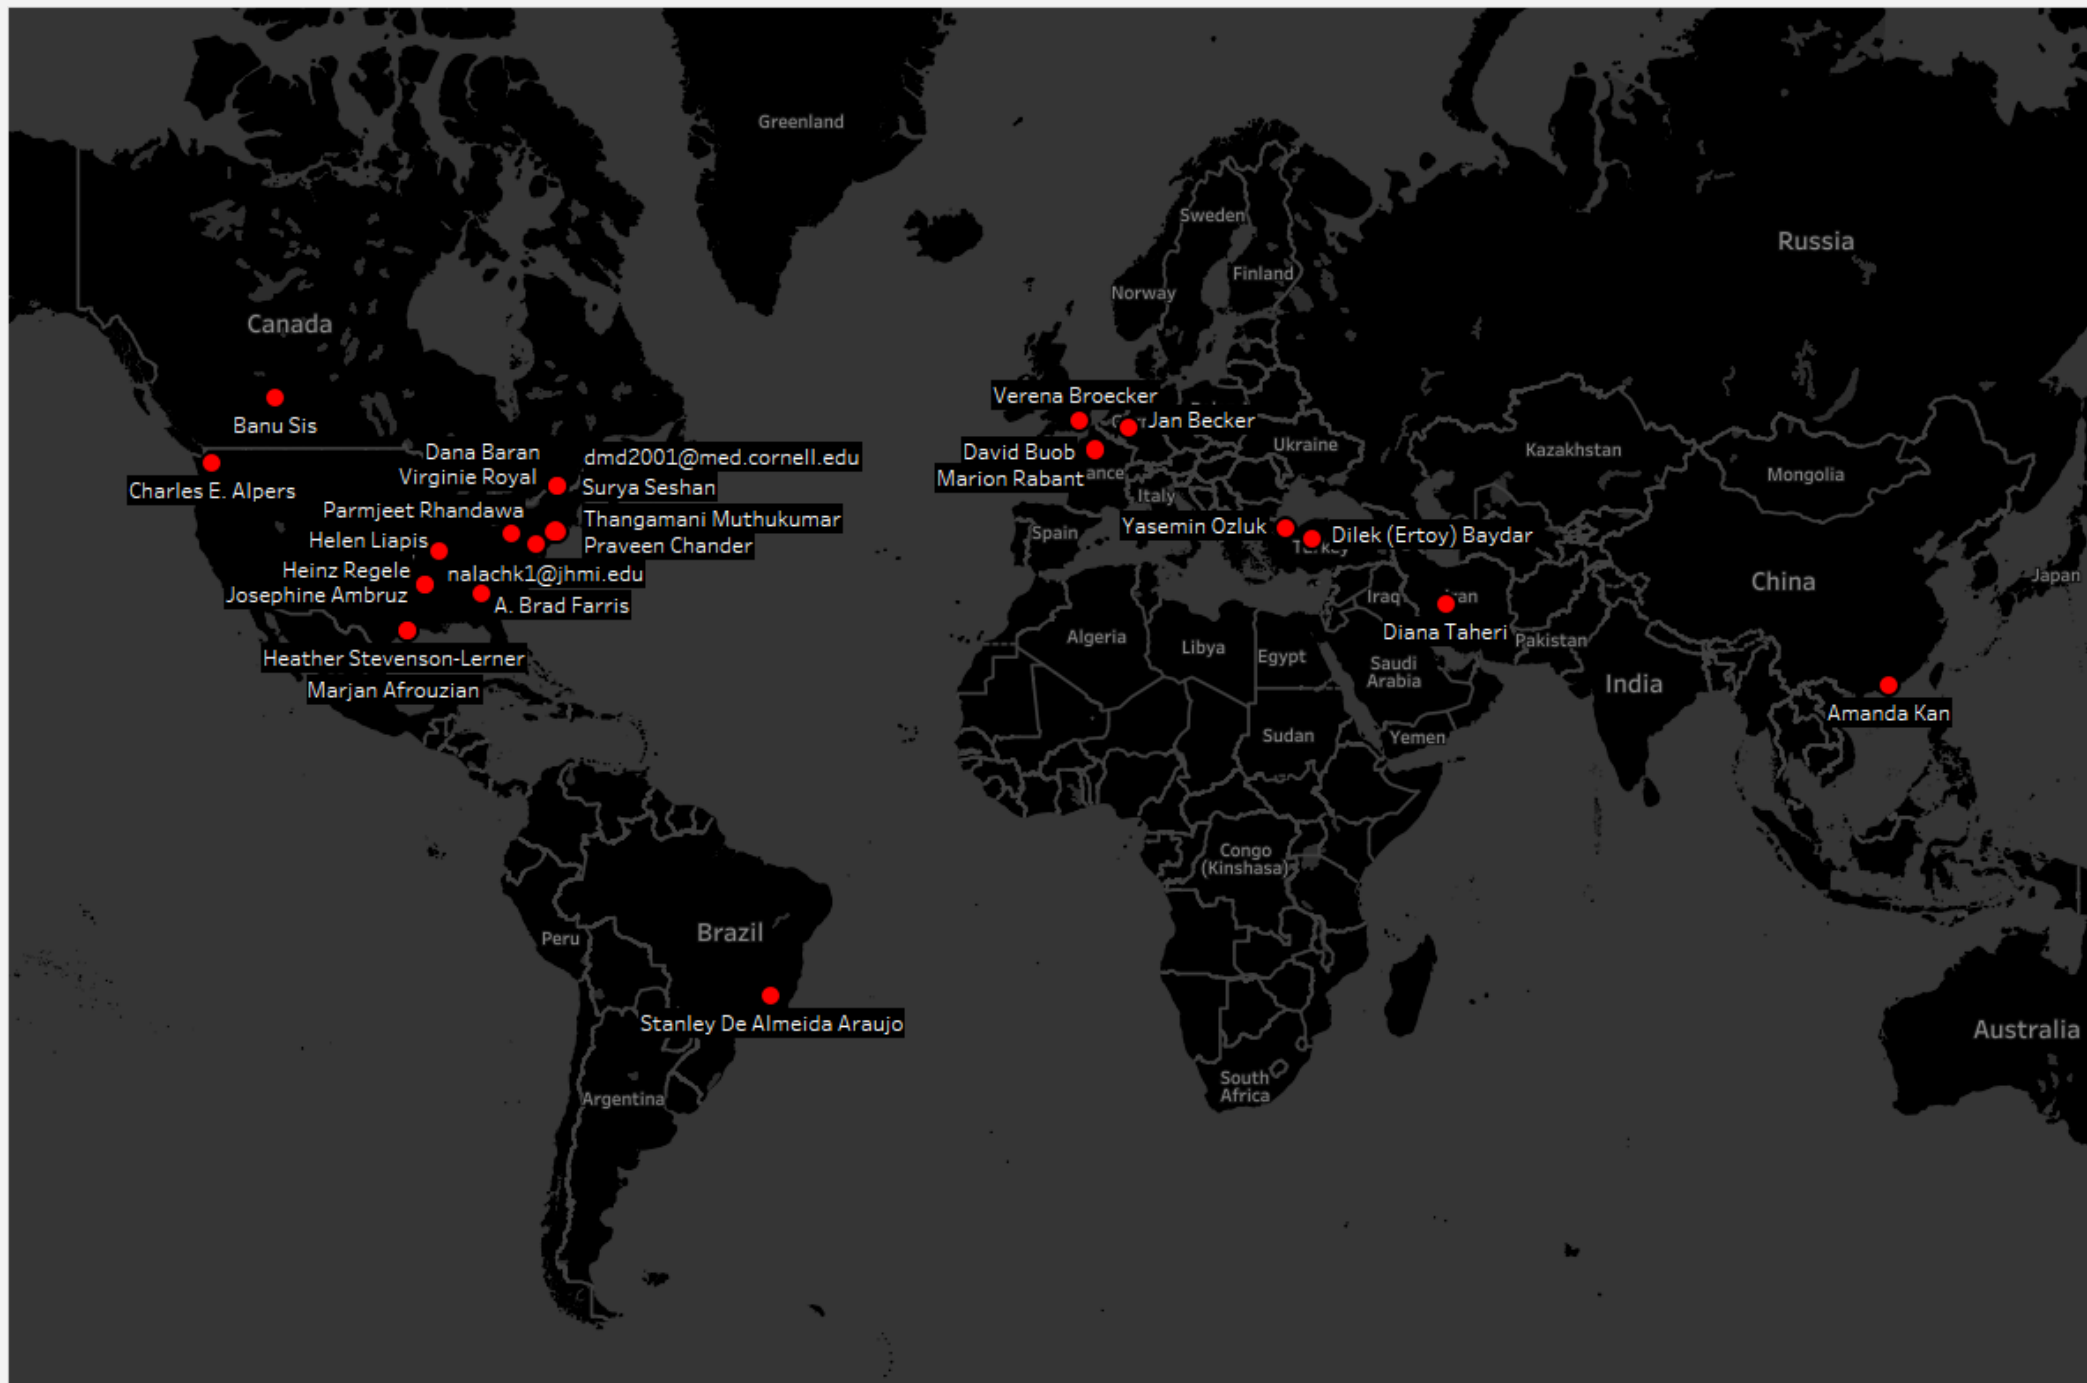 Greenland
Russia
Sweden
Finland
Norway
Canada
Verena Broecker
Jan Becker
Banu Sis
Ukraine
Kazakhstan
Mongolia
Dana Baran
dmd2001@med.cornell.edu
David Buob
Virginie Royal
Surya Seshan
Marion Rabant
Italy
Charles E. Alpers
Parmjeet Rhandawa
Thangamani Muthukumar
Yasemin Ozluk
Spain
Dilek (Ertoy) Baydar
Helen Liapis
Praveen Chander
Heinz Regele
nalachk1@jhmi.edu
Japan
China
Josephine Ambruz
A. Brad Farris
Iraq
Diana Taheri
Pakistan
Algeria
Libya
Egypt
Heather Stevenson-Lerner
Saudi
Arabia
India
Marjan Afrouzian
Amanda Kan
Sudan
Yemen
Congo
(Kinshasa)
Brazil
Peru
Stanley De Almeida Araujo
Australia
South
Africa
Argentina